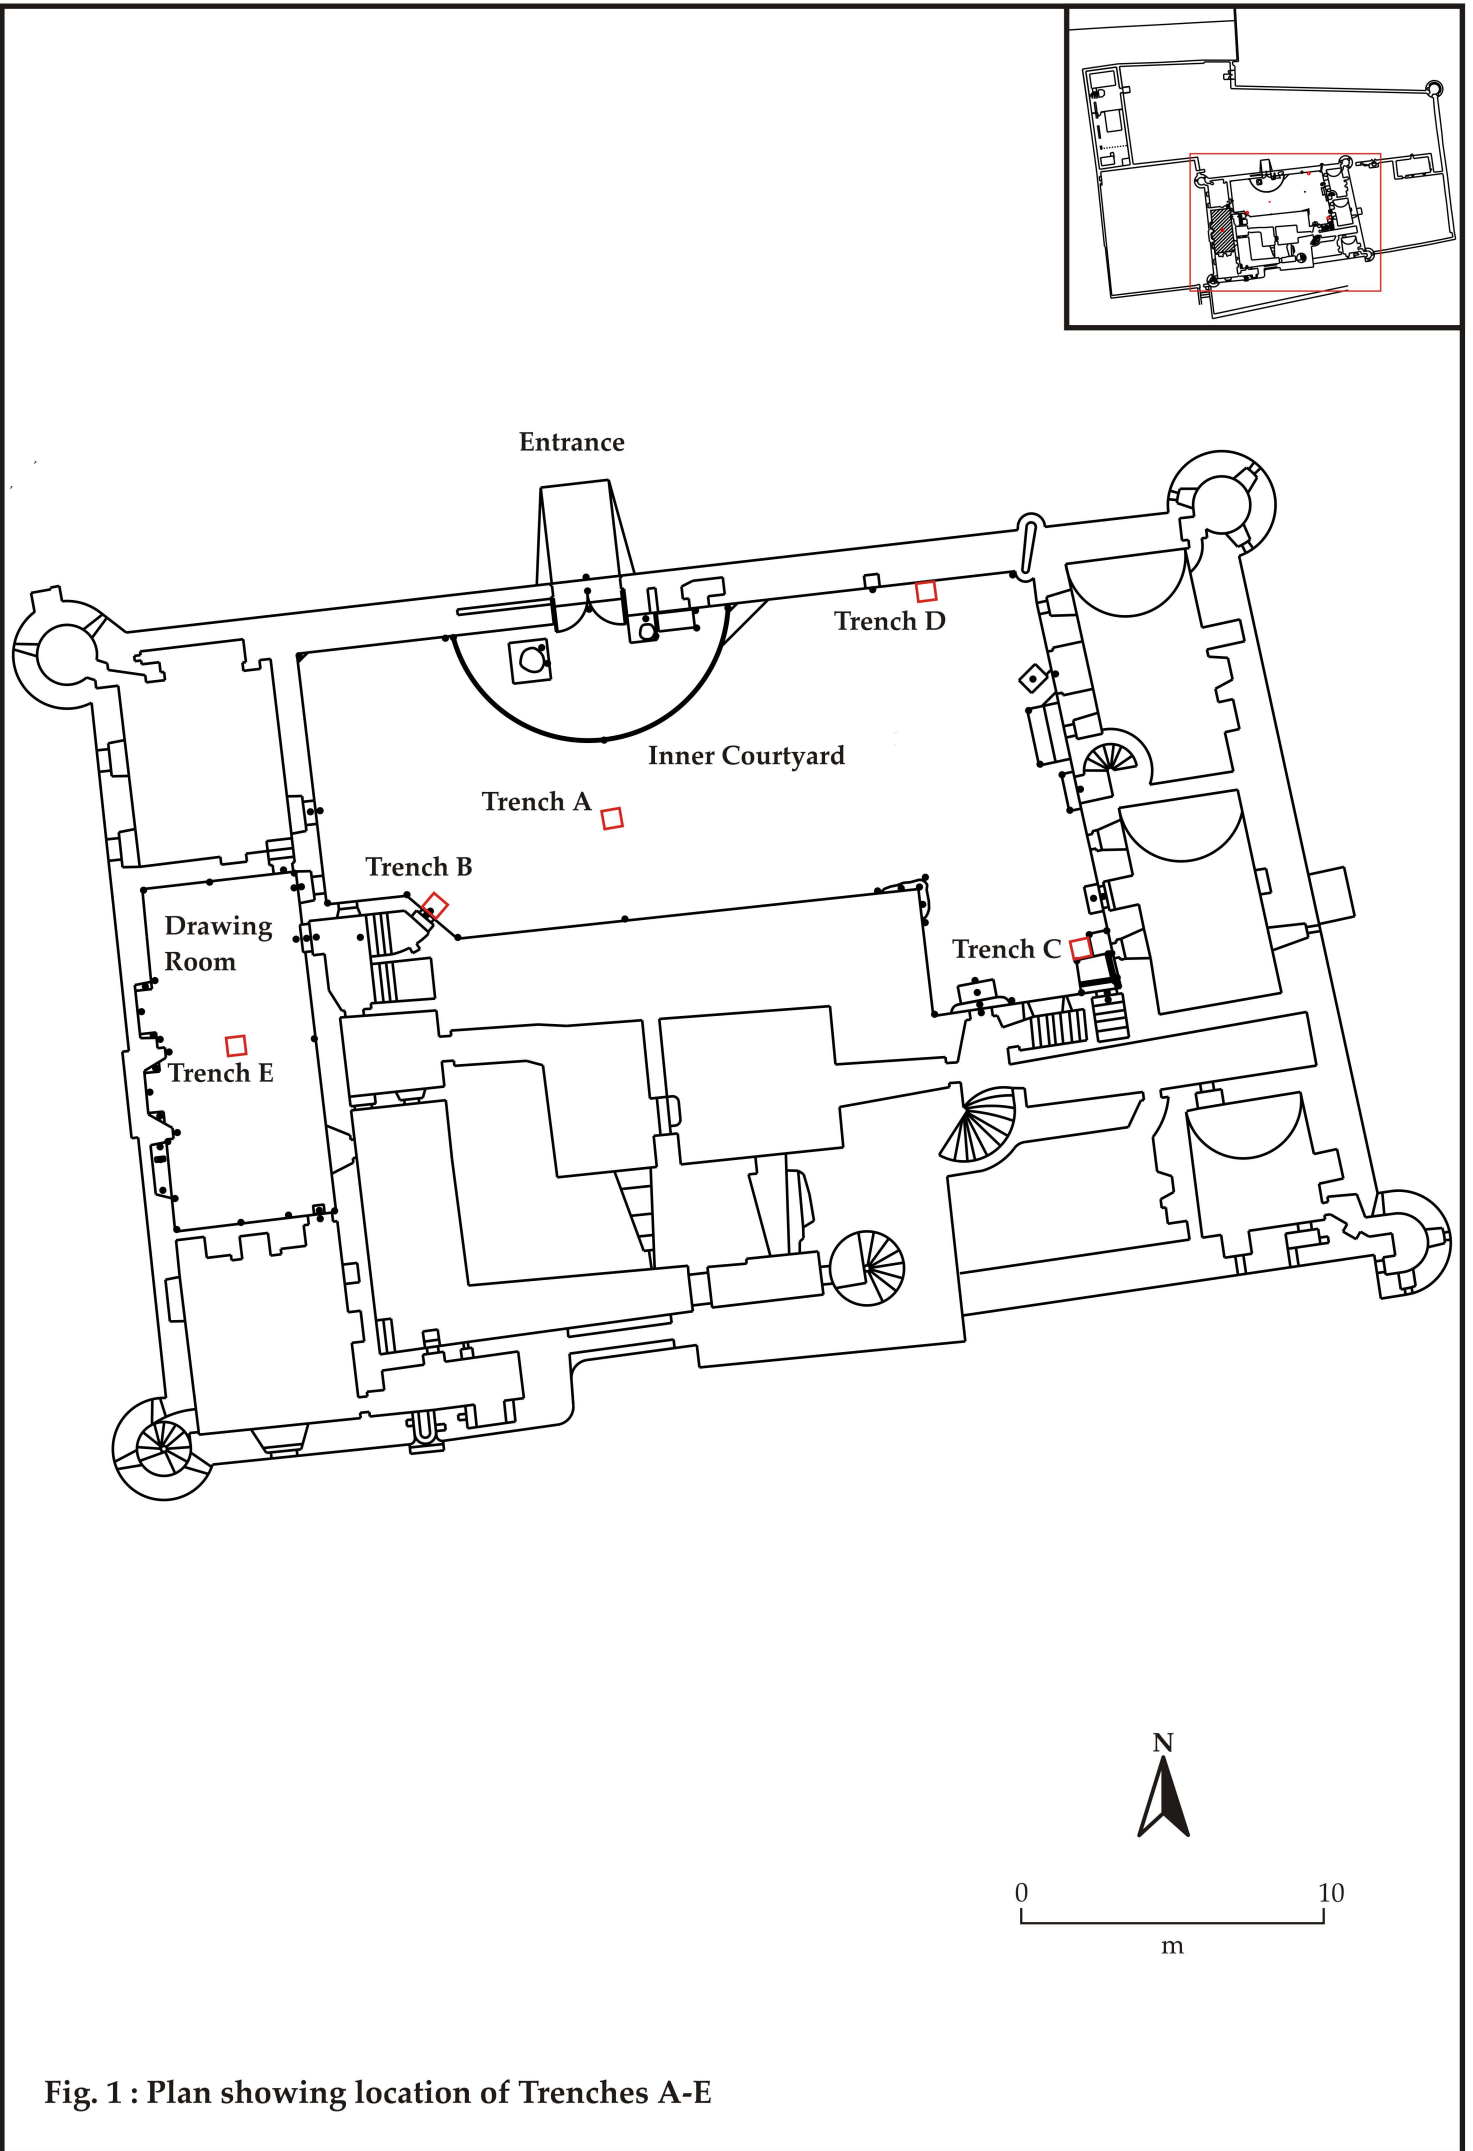 Entrance
Trench D
Inner Courtyard
Trench A
Trench B
Drawing
Room
Trench C
Trench E
N
0 10
m
Fig. 1 : Plan showing location of Trenches A-E